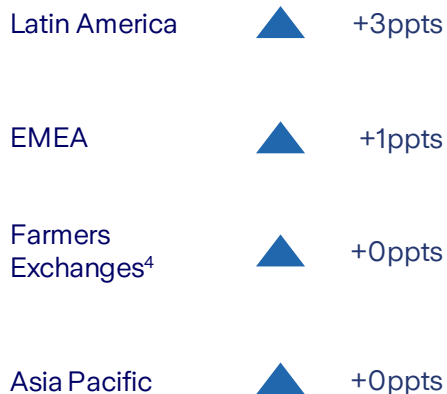 Latin America +3ppts
EMEA +1ppts
Farmers
Exchanges⁴ +0ppts
Asia Pacific +0ppts